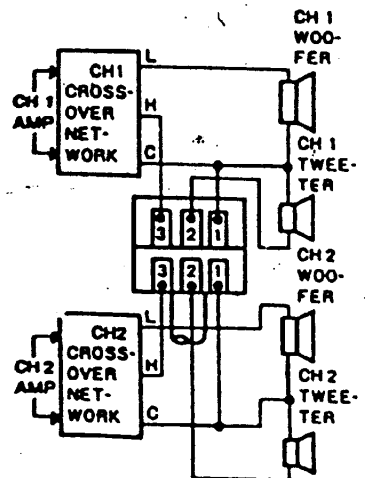 CH 1
WOO-
FER
L
CH1
CROSS-
OVER
NET-
WORK
CH 1
AMP
H
C
CH 1
TWEE-
TER
3 2 1
3 2 1
CH 2
WOO-
FER
L
CH2
CROSS-
OVER
NET-
WORK
CH 2
AMP
H
C
CH 2
TWEE-
TER